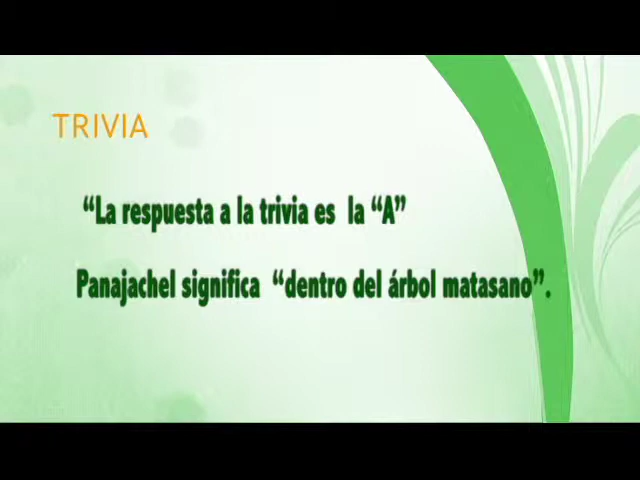 TRIVIA
“La respuesta a la trivia es la “A”
Panajachel significa “dentro del árbol matasano”.